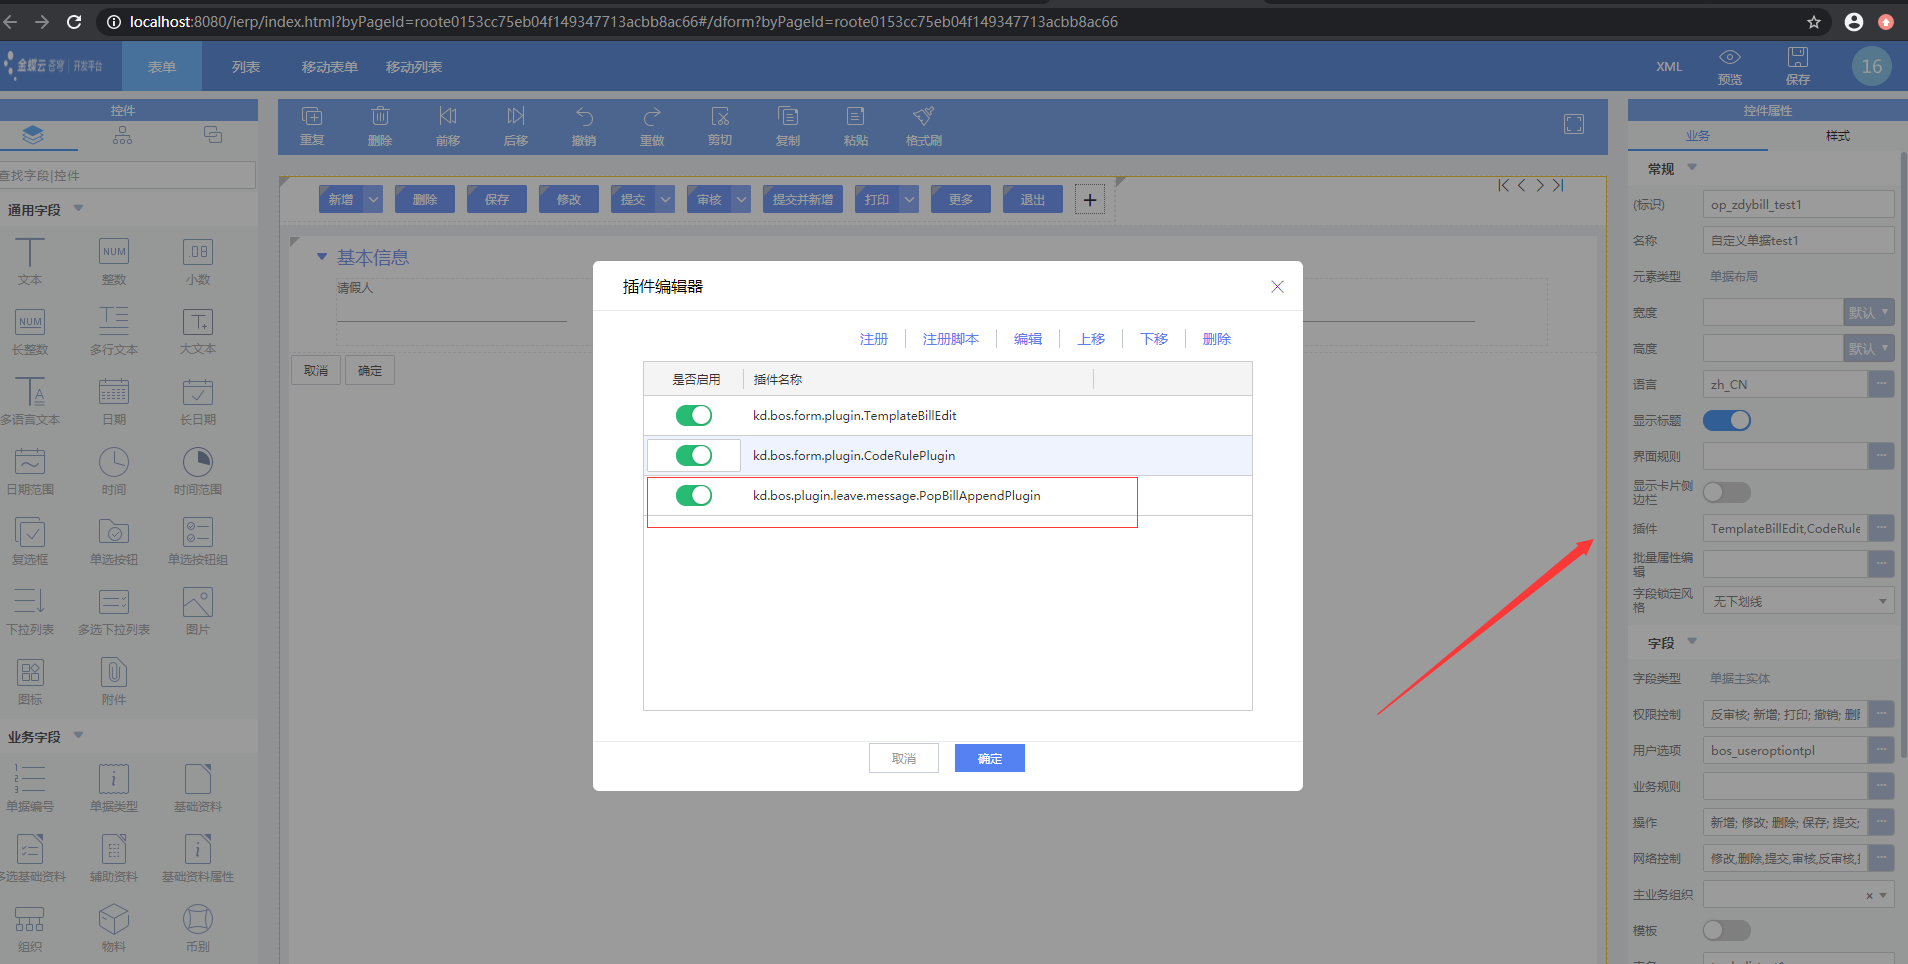 localhost:8080/ierp/index.html?byPageId=roote0153cc75eb04f149347713acbb8ac66#/dform?byPageId=roote0153cc75eb04f149347713acbb8ac66
金蝶云 苍穹 | 开发平台
表单
列表
移动表单
移动列表
XML
预览
保存
16
控件
查找字段|控件
通用字段
文本
NUM
整数
.08
小数
NUM
长整数
多行文本
大文本
多语言文本
日期
长日期
日期范围
时间
时间范围
复选框
单选按钮
单选按钮组
下拉列表
多选下拉列表
图片
图标
附件
业务字段
单据编号
单据类型
基础资料
多选基础资料
辅助资料
基础资料属性
组织
物料
币别
重复
删除
前移
后移
撤销
重做
剪切
复制
粘贴
格式刷
新增
删除
保存
修改
提交
审核
提交并新增
打印
更多
退出
基本信息
请假人
取消
确定
插件编辑器
注册
注册脚本
编辑
上移
下移
删除
是否启用
插件名称
kd.bos.form.plugin.TemplateBillEdit
kd.bos.form.plugin.CodeRulePlugin
kd.bos.plugin.leave.message.PopBillAppendPlugin
取消
确定
控件属性
业务
样式
常规
(标识)
op_zdybill_test1
名称
自定义单据test1
元素类型
单据布局
宽度
默认
高度
默认
语言
zh_CN
显示标题
界面规则
显示卡片侧
边栏
插件
TemplateBillEdit,CodeRule
批量属性编
辑
字段锁定风
格
无下划线
字段
字段类型
单据主实体
权限控制
反审核; 新增; 打印; 撤销; 删
用户选项
bos_useroptiontpl
业务规则
操作
新增; 修改; 删除; 保存; 提交;
网络控制
修改,删除,提交,审核,反审核,
主业务组织
模板